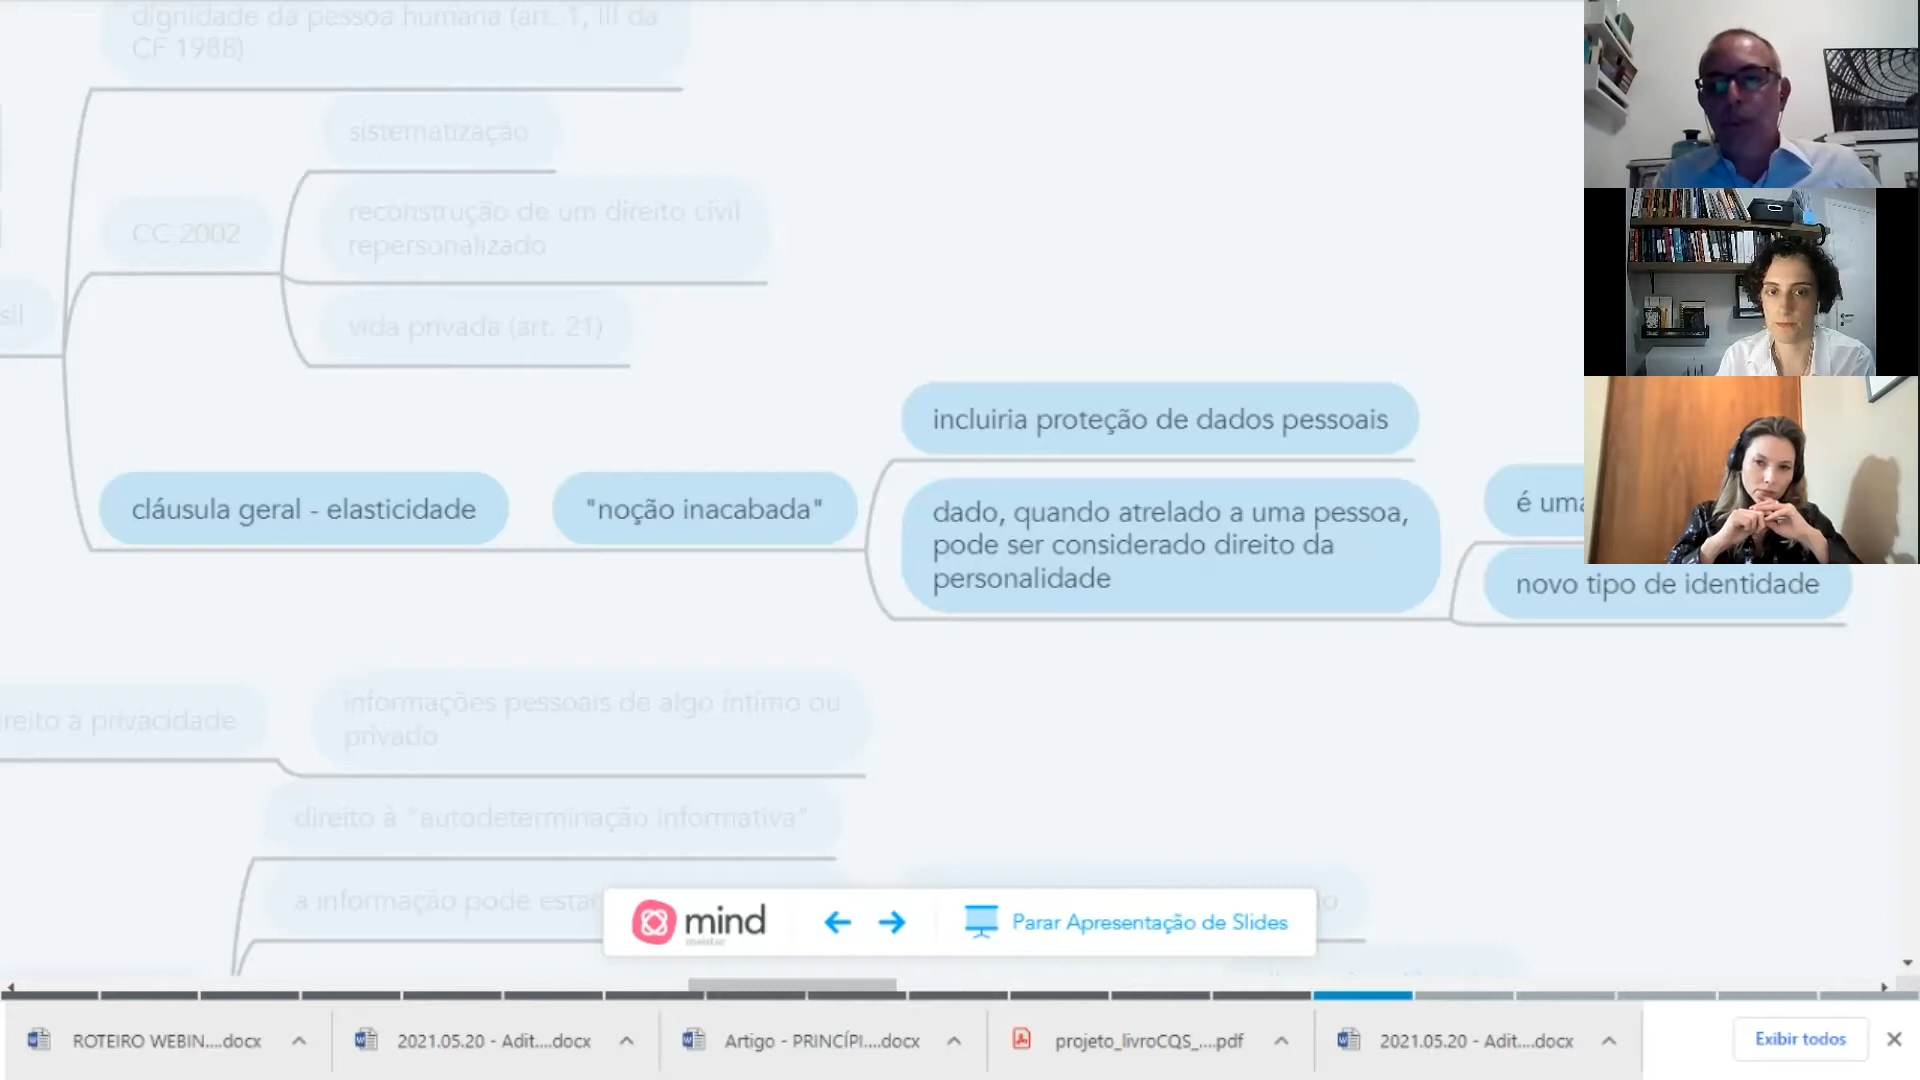 dignidade da pessoa humana (art. 1, III da
CF 1988)
sistematização
CC 2002
reconstrução de um direito civil
repersonalizado
sil
vida privada (art. 21)
incluiria proteção de dados pessoais
cláusula geral - elasticidade
"noção inacabada"
dado, quando atrelado a uma pessoa,
pode ser considerado direito da
personalidade
é uma
novo tipo de identidade
ireito à privacidade
informações pessoais de algo íntimo ou
privado
direito à "autodeterminação informativa"
a informação pode esta
o
mind
meister
Parar Apresentação de Slides
ROTEIRO WEBIN....docx
2021.05.20 - Adit....docx
Artigo - PRINCÍPI....docx
projeto_livroCQS_....pdf
2021.05.20 - Adit....docx
Exibir todos